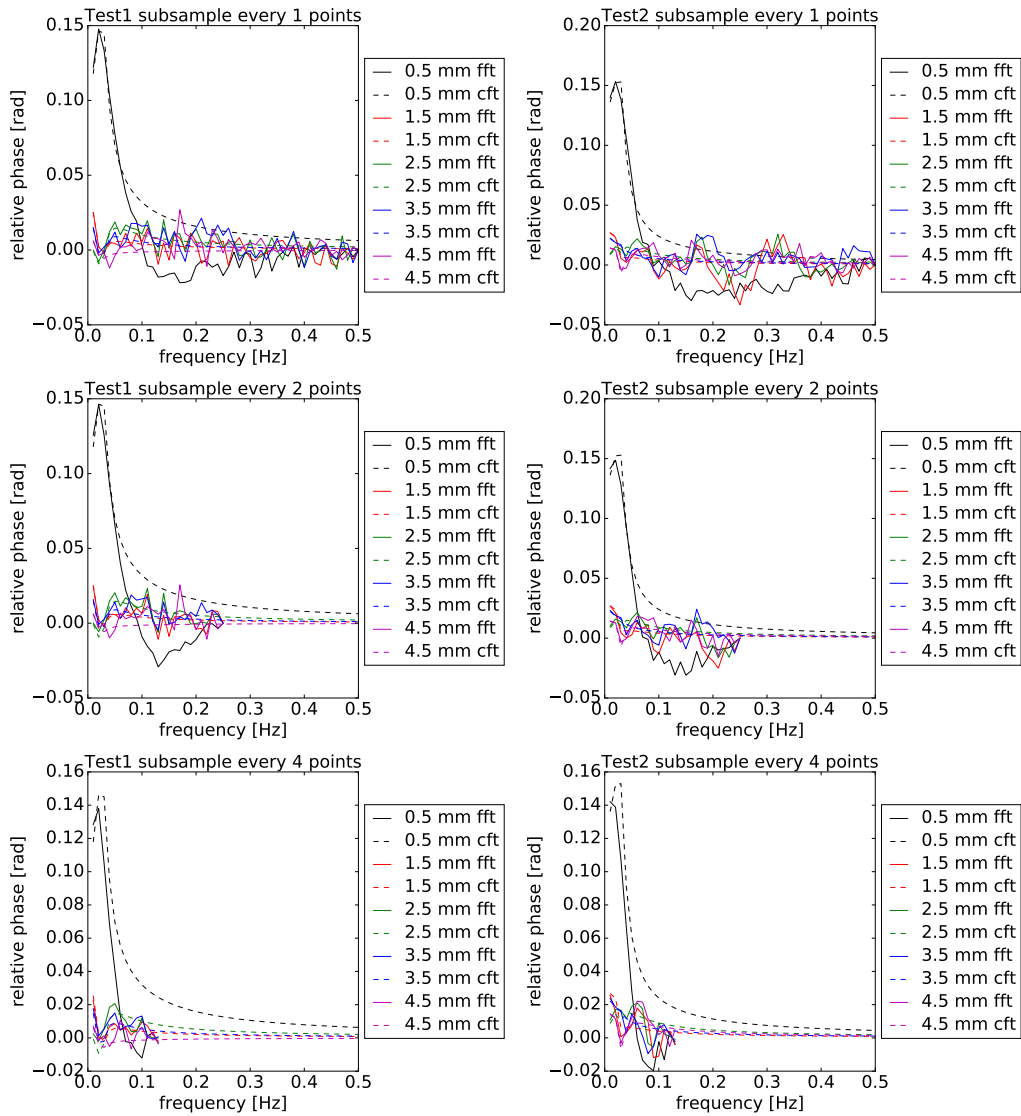 Test1 subsample every 1 points
0.15
0.10
0.05
0.00
−0.05
relative phase [rad]
0.0 0.1 0.2 0.3 0.4 0.5
frequency [Hz]
0.5 mm fft
0.5 mm cft
1.5 mm fft
1.5 mm cft
2.5 mm fft
2.5 mm cft
3.5 mm fft
3.5 mm cft
4.5 mm fft
4.5 mm cft
Test2 subsample every 1 points
0.20
0.15
0.10
0.05
0.00
−0.05
relative phase [rad]
0.0 0.1 0.2 0.3 0.4 0.5
frequency [Hz]
0.5 mm fft
0.5 mm cft
1.5 mm fft
1.5 mm cft
2.5 mm fft
2.5 mm cft
3.5 mm fft
3.5 mm cft
4.5 mm fft
4.5 mm cft
Test1 subsample every 2 points
0.15
0.10
0.05
0.00
−0.05
relative phase [rad]
0.0 0.1 0.2 0.3 0.4 0.5
frequency [Hz]
0.5 mm fft
0.5 mm cft
1.5 mm fft
1.5 mm cft
2.5 mm fft
2.5 mm cft
3.5 mm fft
3.5 mm cft
4.5 mm fft
4.5 mm cft
Test2 subsample every 2 points
0.20
0.15
0.10
0.05
0.00
−0.05
relative phase [rad]
0.0 0.1 0.2 0.3 0.4 0.5
frequency [Hz]
0.5 mm fft
0.5 mm cft
1.5 mm fft
1.5 mm cft
2.5 mm fft
2.5 mm cft
3.5 mm fft
3.5 mm cft
4.5 mm fft
4.5 mm cft
Test1 subsample every 4 points
0.16
0.14
0.12
0.10
0.08
0.06
0.04
0.02
0.00
−0.02
relative phase [rad]
0.0 0.1 0.2 0.3 0.4 0.5
frequency [Hz]
0.5 mm fft
0.5 mm cft
1.5 mm fft
1.5 mm cft
2.5 mm fft
2.5 mm cft
3.5 mm fft
3.5 mm cft
4.5 mm fft
4.5 mm cft
Test2 subsample every 4 points
0.16
0.14
0.12
0.10
0.08
0.06
0.04
0.02
0.00
−0.02
relative phase [rad]
0.0 0.1 0.2 0.3 0.4 0.5
frequency [Hz]
0.5 mm fft
0.5 mm cft
1.5 mm fft
1.5 mm cft
2.5 mm fft
2.5 mm cft
3.5 mm fft
3.5 mm cft
4.5 mm fft
4.5 mm cft